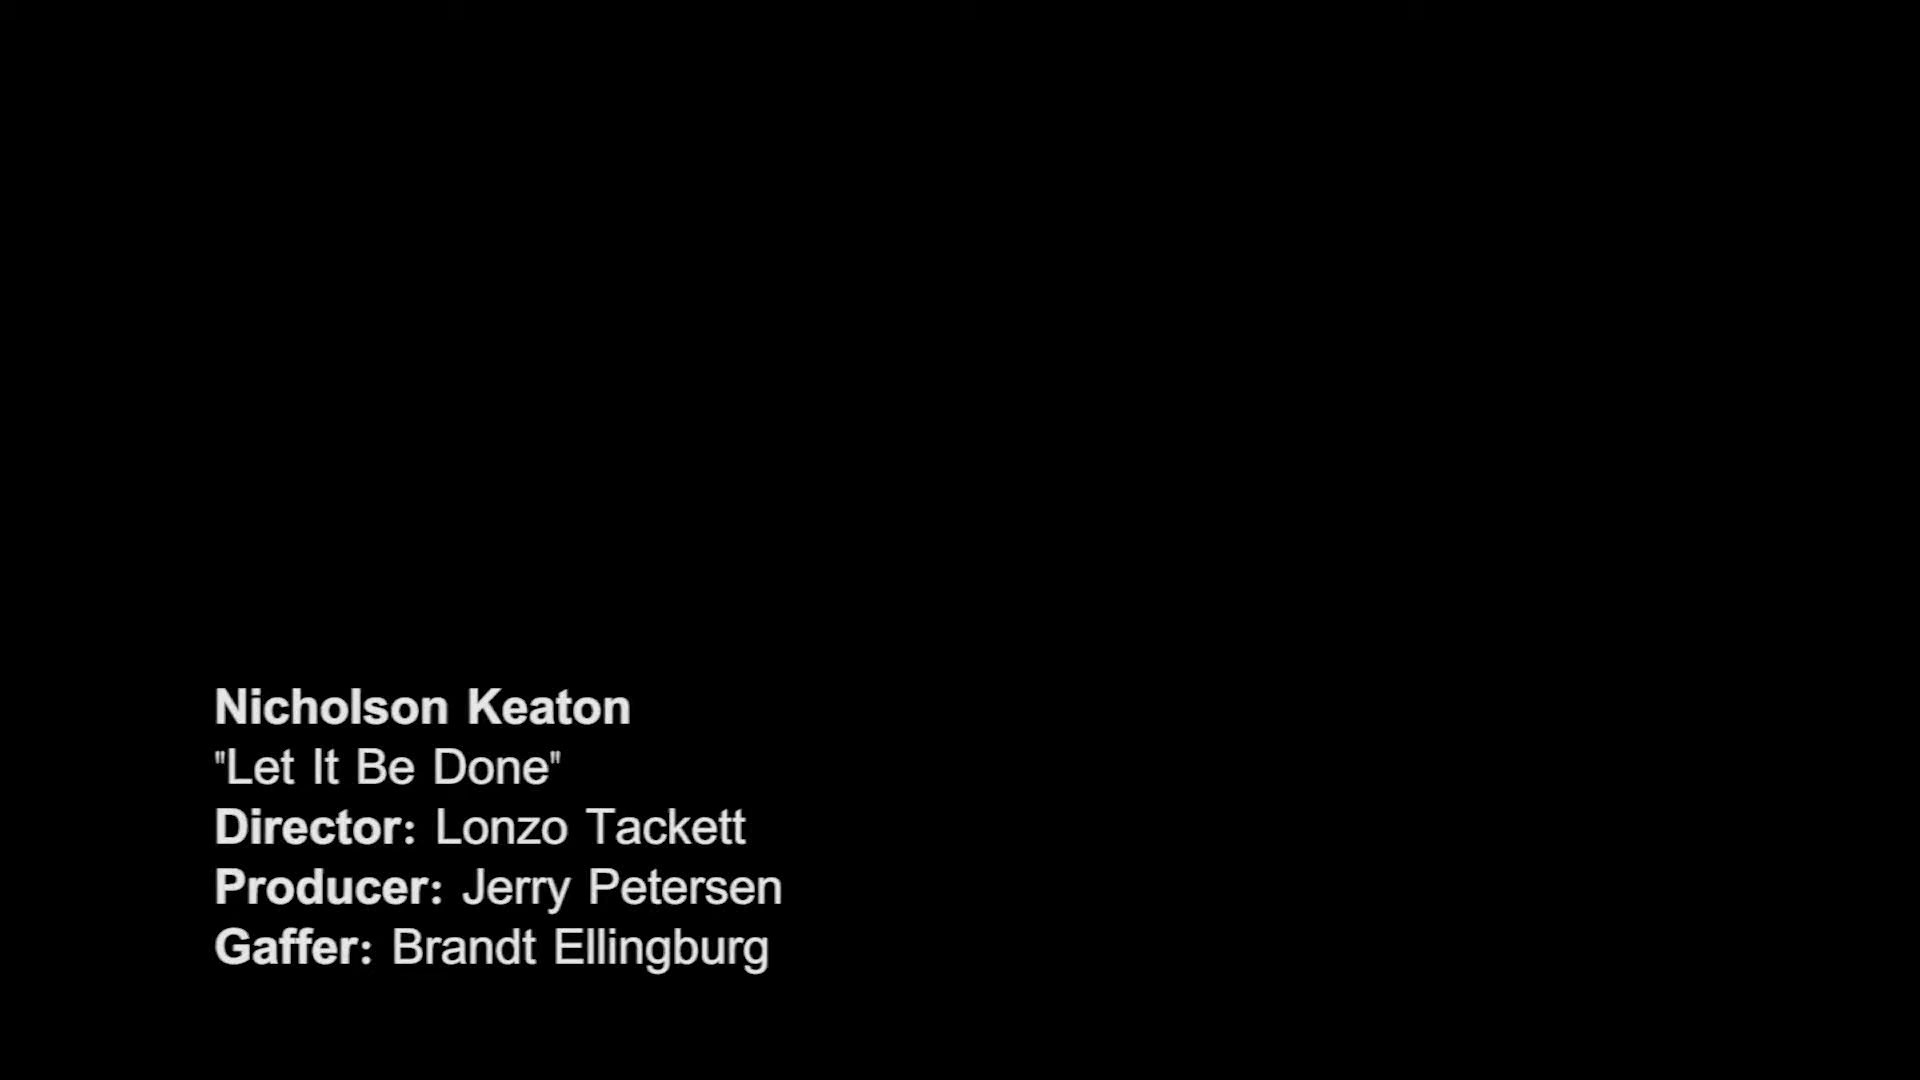 Nicholson Keaton
"Let It Be Done"
Director: Lonzo Tackett
Producer: Jerry Petersen
Gaffer: Brandt Ellingburg